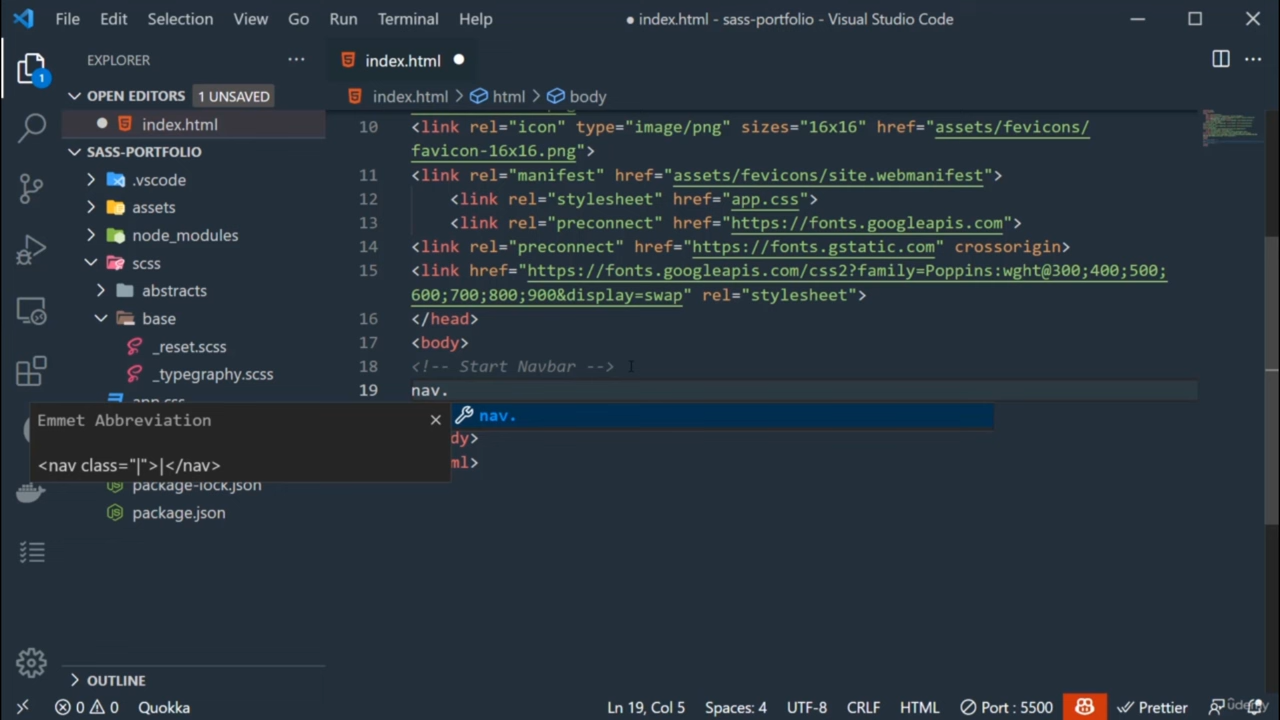 File Edit Selection View Go Run Terminal Help
● index.html - sass-portfolio - Visual Studio Code
EXPLORER
index.html
1
OPEN EDITORS 1 UNSAVED
index.html > html > body
index.html
SASS-PORTFOLIO
.vscode
assets
node_modules
scss
abstracts
base
_reset.scss
_typegraphy.scss
10 <link rel="icon" type="image/png" sizes="16x16" href="assets/fevicons/
favicon-16x16.png">
11 <link rel="manifest" href="assets/fevicons/site.webmanifest">
12 <link rel="stylesheet" href="app.css">
13 <link rel="preconnect" href="https://fonts.googleapis.com">
14 <link rel="preconnect" href="https://fonts.gstatic.com" crossorigin>
15 <link href="https://fonts.googleapis.com/css2?family=Poppins:wght@300;400;500;
600;700;800;900&display=swap" rel="stylesheet">
16 </head>
17 <body>
18 <!-- Start Navbar -->
19 nav.
nav.
dy>
ml>
Emmet Abbreviation
<nav class="|">|</nav>
package-lock.json
package.json
OUTLINE
0 0 Quokka
Ln 19, Col 5 Spaces: 4 UTF-8 CRLF HTML Port : 5500 Prettier
udemy